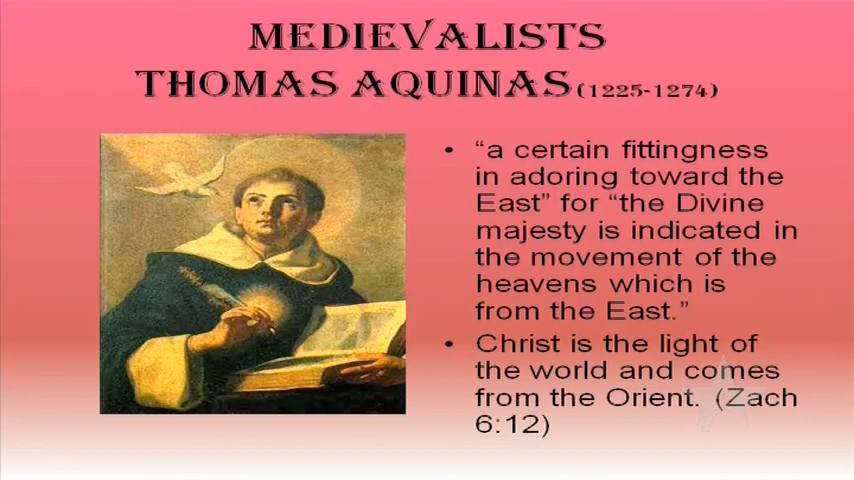 MEDIEVALISTS
THOMAS AQUINAS (1225-1274)
• “a certain fittingness
in adoring toward the
East” for “the Divine
majesty is indicated in
the movement of the
heavens which is
from the East.”
• Christ is the light of
the world and comes
from the Orient. (Zach
6:12)